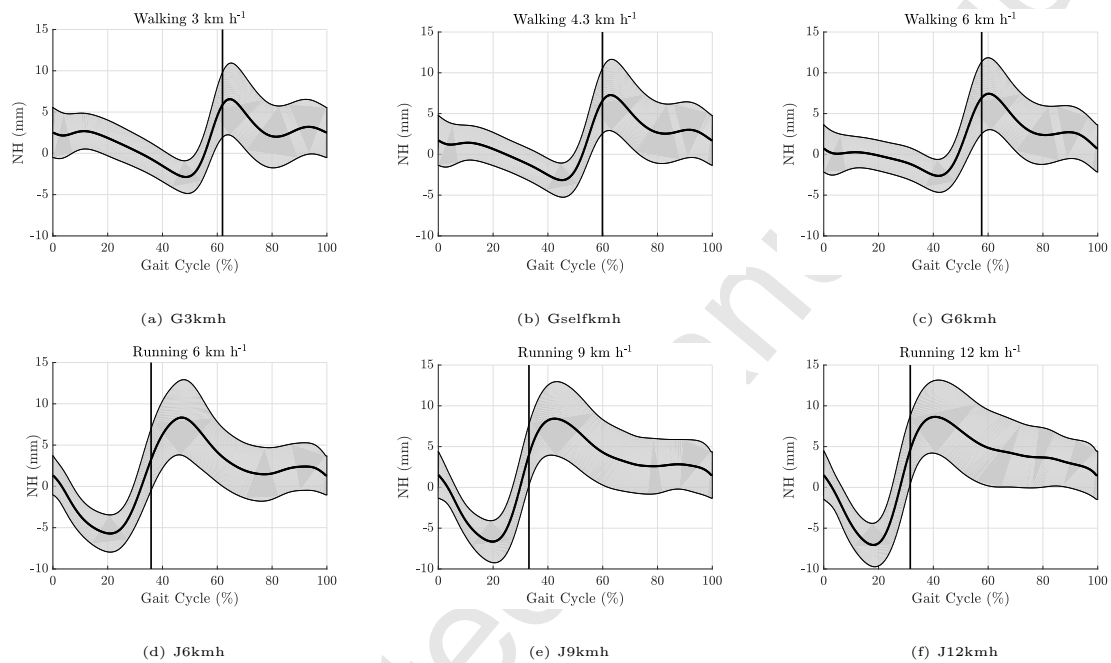 Walking 3 km h-1
Walking 4.3 km h-1
Walking 6 km h-1
NH (mm)
15
10
5
0
-5
-10
0 20 40 60 80 100
Gait Cycle (%)
NH (mm)
15
10
5
0
-5
-10
0 20 40 60 80 100
Gait Cycle (%)
NH (mm)
15
10
5
0
-5
-10
0 20 40 60 80 100
Gait Cycle (%)
(a) G3kmh
(b) Gselfkmh
(c) G6kmh
Running 6 km h-1
Running 9 km h-1
Running 12 km h-1
NH (mm)
15
10
5
0
-5
-10
0 20 40 60 80 100
Gait Cycle (%)
NH (mm)
15
10
5
0
-5
-10
0 20 40 60 80 100
Gait Cycle (%)
NH (mm)
15
10
5
0
-5
-10
0 20 40 60 80 100
Gait Cycle (%)
(d) J6kmh
(e) J9kmh
(f) J12kmh